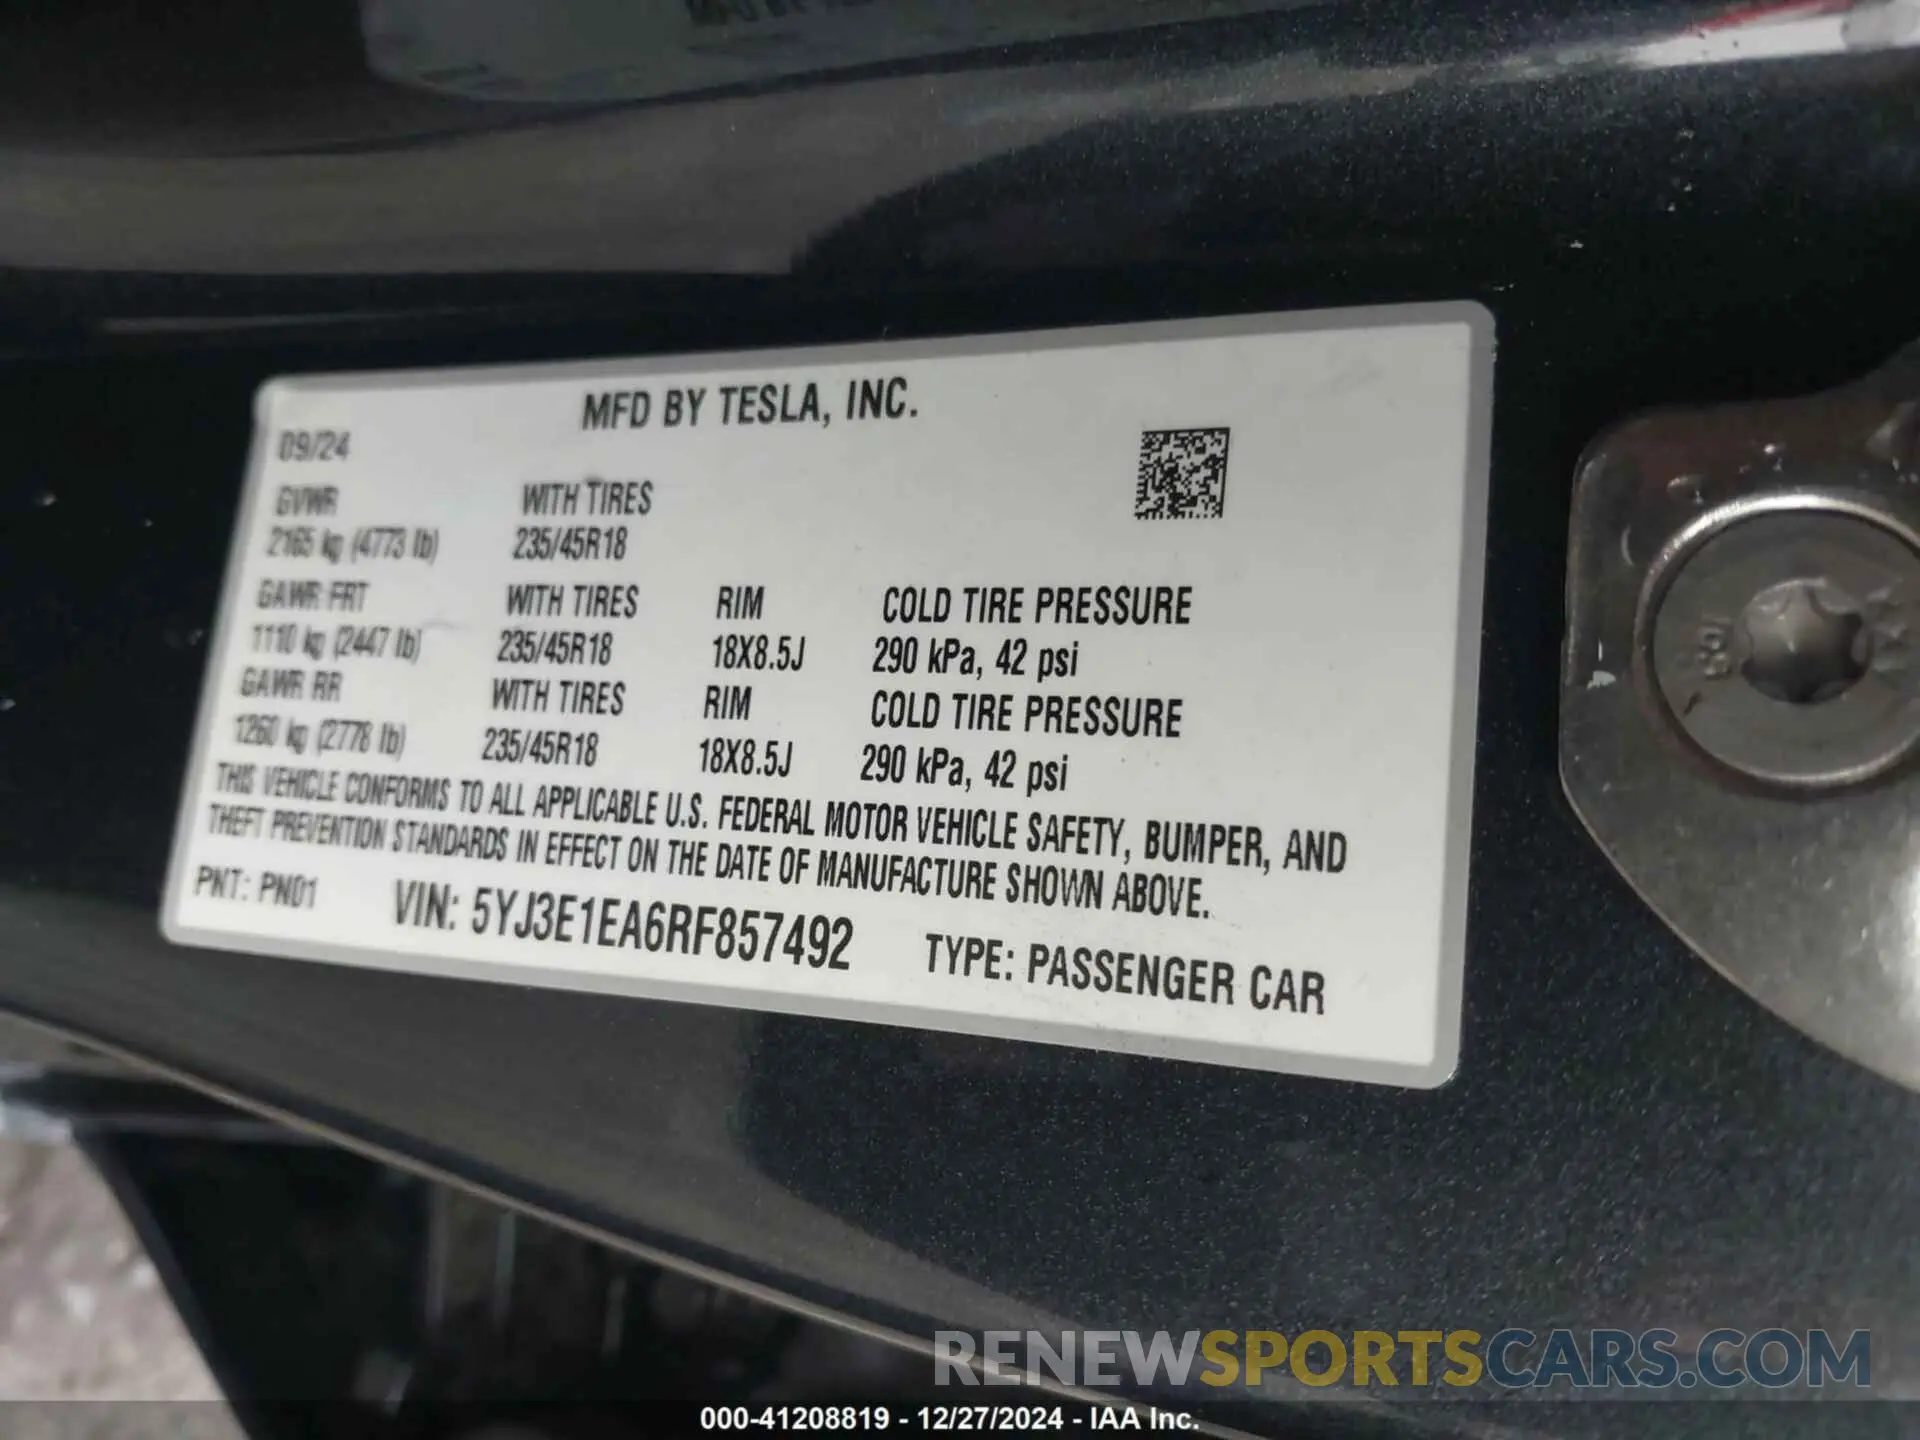 MFD BY TESLA, INC.
09/24
GVWR WITH TIRES
2165 kg (4773 lb) 235/45R18
GAWR FRT WITH TIRES RIM COLD TIRE PRESSURE
1110 kg (2447 lb) 235/45R18 18X8.5J 290 kPa, 42 psi
GAWR RR WITH TIRES RIM COLD TIRE PRESSURE
1260 kg (2778 lb) 235/45R18 18X8.5J 290 kPa, 42 psi
THIS VEHICLE CONFORMS TO ALL APPLICABLE U.S. FEDERAL MOTOR VEHICLE SAFETY, BUMPER, AND
THEFT PREVENTION STANDARDS IN EFFECT ON THE DATE OF MANUFACTURE SHOWN ABOVE.
PNT: PN01 VIN: 5YJ3E1EA6RF857492 TYPE: PASSENGER CAR
RENEWSPORTSCARS.COM
000-41208819 - 12/27/2024 - IAA Inc.